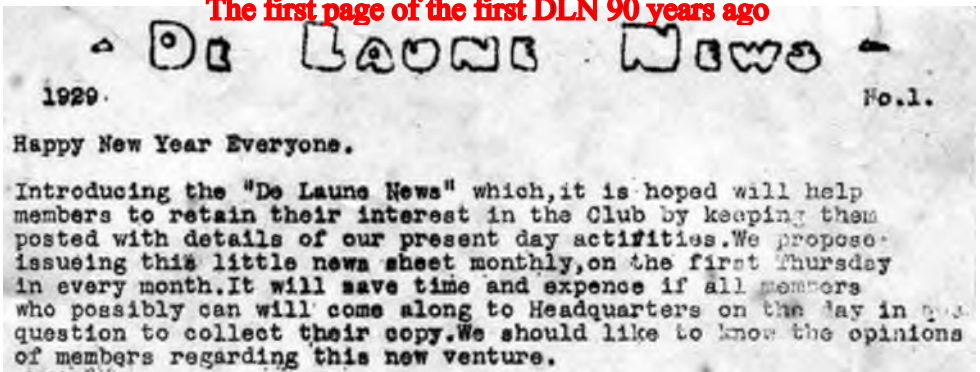 The first page of the first DLN 90 years ago
- De Laune News -
1929.
No.1.
Happy New Year Everyone.
Introducing the "De Laune News" which,it is hoped will help
members to retain their interest in the Club by keeping them
posted with details of our present day actifities.We propose
issueing this little news sheet monthly,on the first Thursday
in every month.It will save time and expence if all members
who possibly can will come along to Headquarters on the day in
question to collect their copy.We should like to know the opinions
of members regarding this new venture.